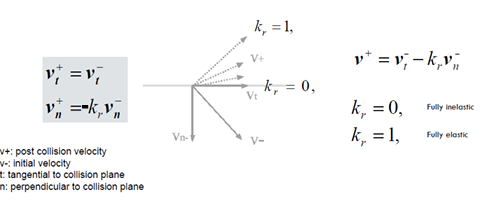 v_t^+ = v_t^-
v_n^+ = -k_r v_n^-
v+: post collision velocity
v-: initial velocity
t: tangential to collision plane
n: perpendicular to collision plane
k_r = 1,
V+
k_r = 0,
Vt
Vn-
V-
v^+ = v_t^- - k_r v_n^-
k_r = 0, Fully inelastic
k_r = 1, Fully elastic